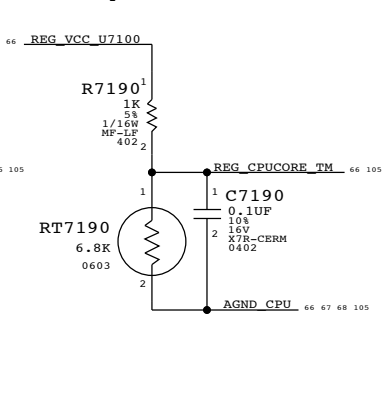 66 REG_VCC_U7100
R7190 1
1K
5%
1/16W
MF-LF
402 2
105
REG_CPUCORE_TM 66 105
1
1 C7190
0.1UF
10%
16V
X7R-CERM
0402
2
RT7190
6.8K
0603
2
AGND_CPU 66 67 68 105